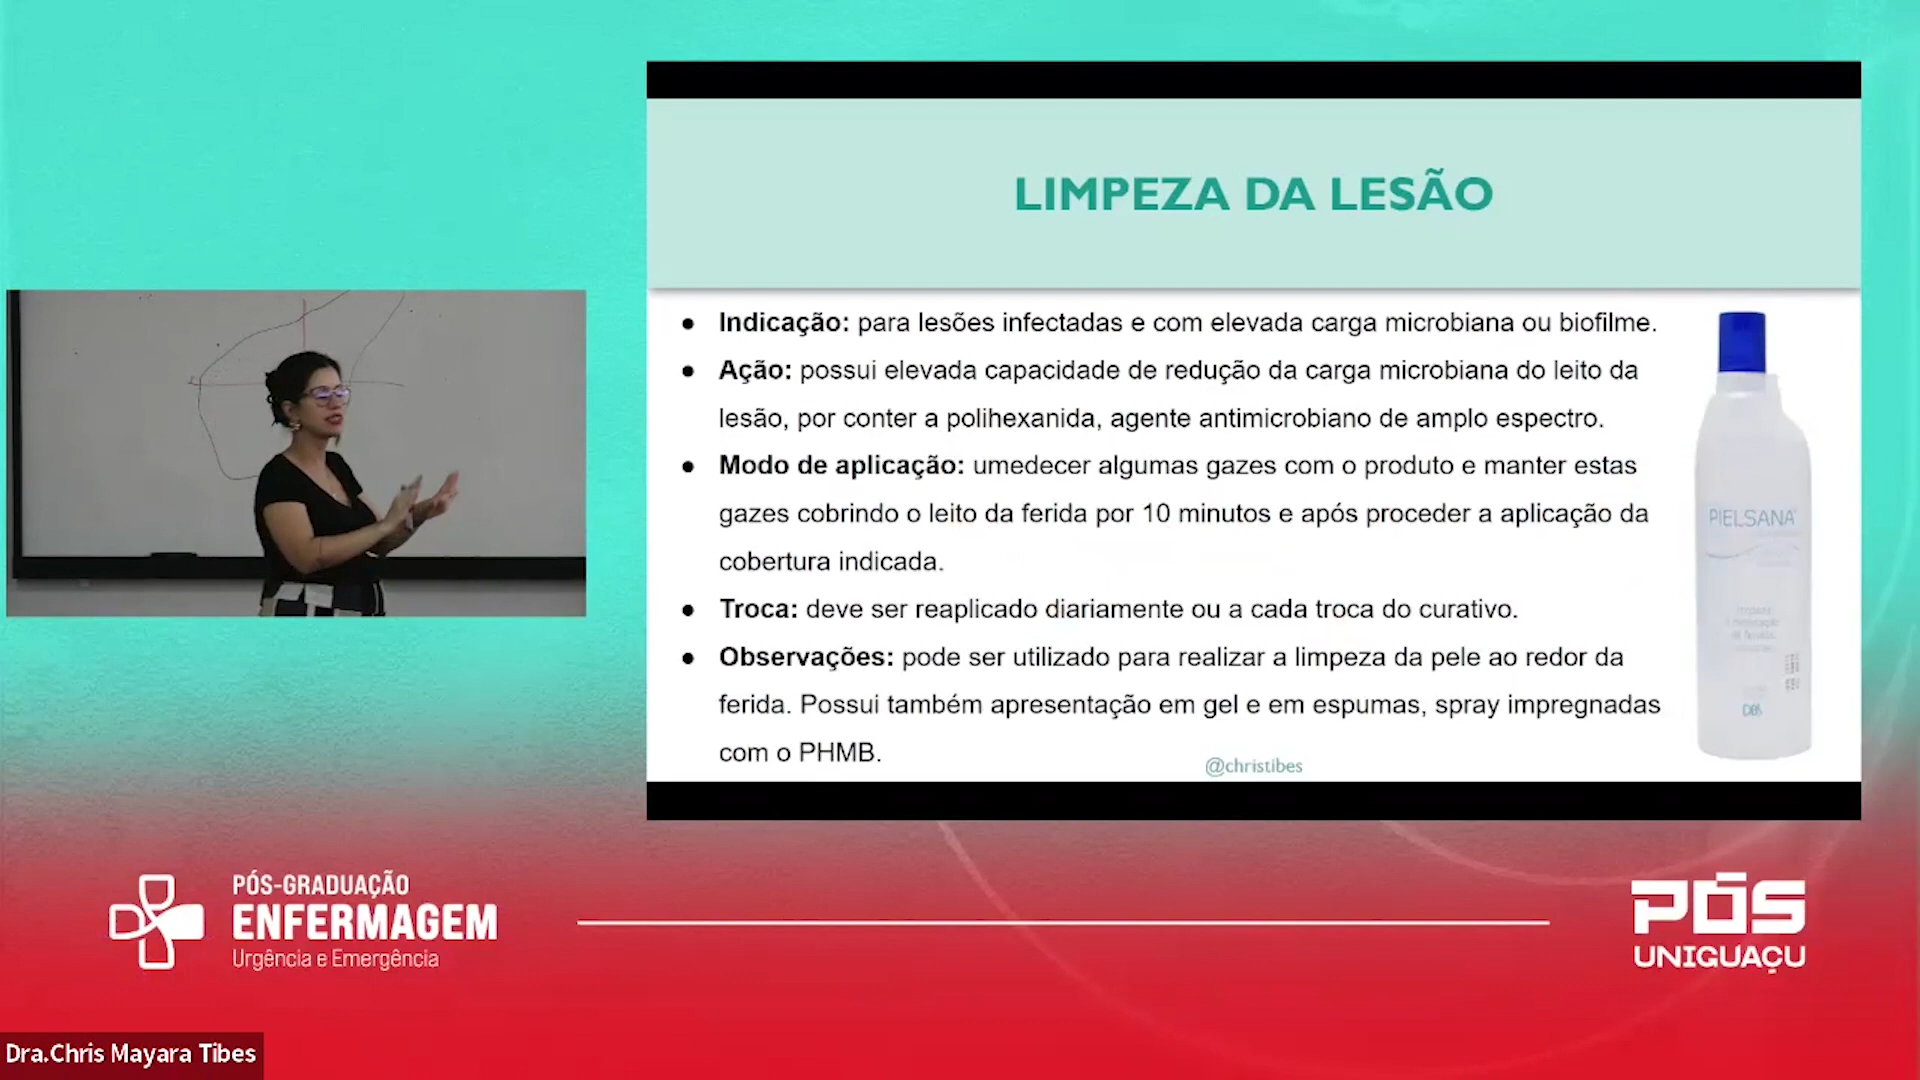 LIMPEZA DA LESÃO
● Indicação: para lesões infectadas e com elevada carga microbiana ou biofilme.
● Ação: possui elevada capacidade de redução da carga microbiana do leito da
lesão, por conter a polihexanida, agente antimicrobiano de amplo espectro.
● Modo de aplicação: umedecer algumas gazes com o produto e manter estas
gazes cobrindo o leito da ferida por 10 minutos e após proceder a aplicação da
cobertura indicada.
● Troca: deve ser reaplicado diariamente ou a cada troca do curativo.
● Observações: pode ser utilizado para realizar a limpeza da pele ao redor da
ferida. Possui também apresentação em gel e em espumas, spray impregnadas
com o PHMB.
@christibes
PIELSANA
DBS
PÓS-GRADUAÇÃO
ENFERMAGEM
Urgência e Emergência
PÓS
UNIGUAÇU
Dra.Chris Mayara Tibes